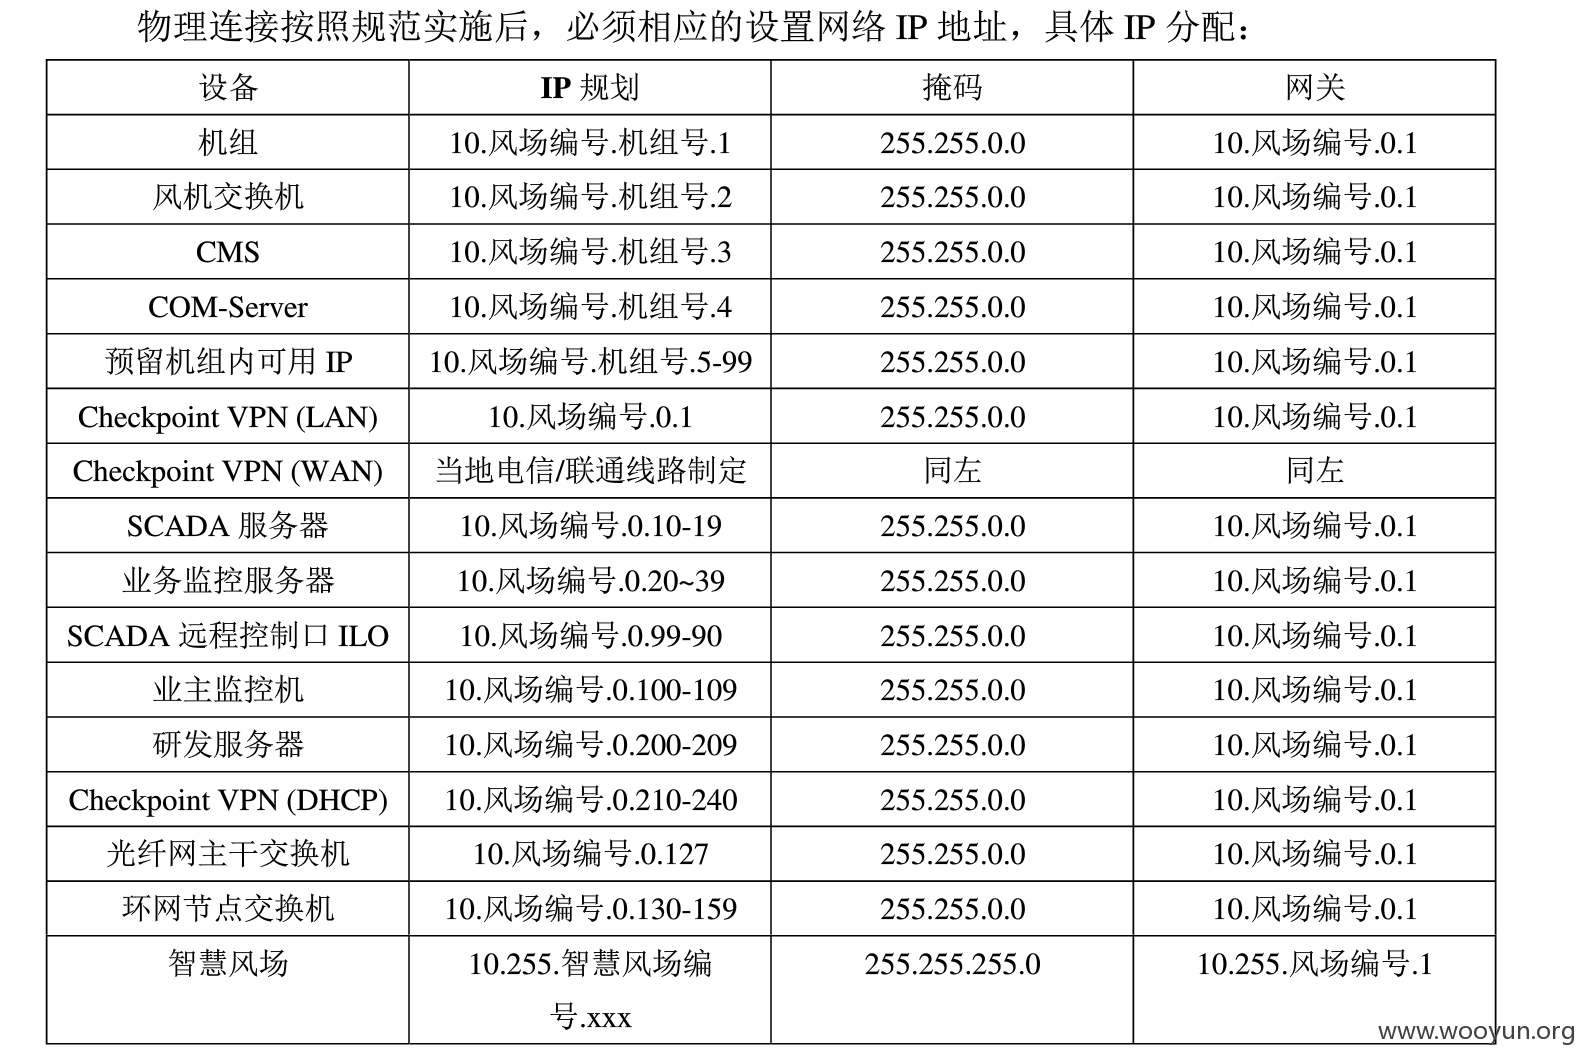 物理连接按照规范实施后，必须相应的设置网络 IP 地址，具体 IP 分配：
设备 IP 规划 掩码 网关
机组 10.风场编号.机组号.1 255.255.0.0 10.风场编号.0.1
风机交换机 10.风场编号.机组号.2 255.255.0.0 10.风场编号.0.1
CMS 10.风场编号.机组号.3 255.255.0.0 10.风场编号.0.1
COM-Server 10.风场编号.机组号.4 255.255.0.0 10.风场编号.0.1
预留机组内可用 IP 10.风场编号.机组号.5-99 255.255.0.0 10.风场编号.0.1
Checkpoint VPN (LAN) 10.风场编号.0.1 255.255.0.0 10.风场编号.0.1
Checkpoint VPN (WAN) 当地电信/联通线路制定 同左 同左
SCADA 服务器 10.风场编号.0.10-19 255.255.0.0 10.风场编号.0.1
业务监控服务器 10.风场编号.0.20~39 255.255.0.0 10.风场编号.0.1
SCADA 远程控制口 ILO 10.风场编号.0.99-90 255.255.0.0 10.风场编号.0.1
业主监控机 10.风场编号.0.100-109 255.255.0.0 10.风场编号.0.1
研发服务器 10.风场编号.0.200-209 255.255.0.0 10.风场编号.0.1
Checkpoint VPN (DHCP) 10.风场编号.0.210-240 255.255.0.0 10.风场编号.0.1
光纤网主干交换机 10.风场编号.0.127 255.255.0.0 10.风场编号.0.1
环网节点交换机 10.风场编号.0.130-159 255.255.0.0 10.风场编号.0.1
智慧风场 10.255.智慧风场编 255.255.255.0 10.255.风场编号.1
号.xxx
www.wooyun.org